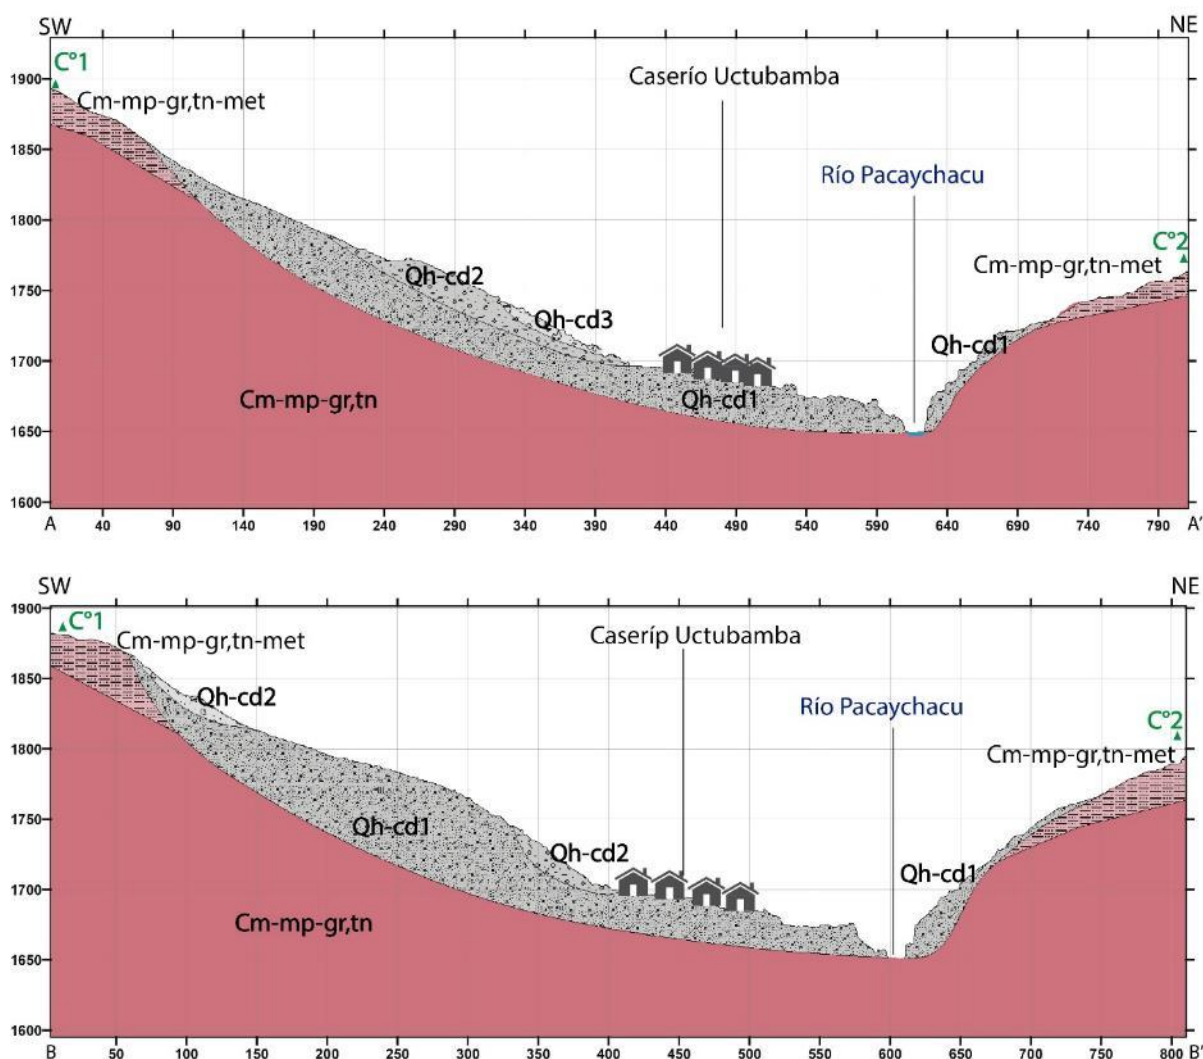 SW
NE
C°1
Cm-mp-gr,tn-met
Caserío Uctubamba
Río Pacaychacu
C°2
Cm-mp-gr,tn-met
Qh-cd2
Qh-cd3
Qh-cd1
Qh-cd1
Cm-mp-gr,tn
1900
1850
1800
1750
1700
1650
1600
A 40 90 140 190 240 290 340 390 440 490 540 590 640 690 740 790 A'
SW
NE
C°1
Cm-mp-gr,tn-met
Caseríp Uctubamba
Río Pacaychacu
C°2
Cm-mp-gr,tn-met
Qh-cd2
Qh-cd1
Qh-cd2
Qh-cd1
Cm-mp-gr,tn
1900
1850
1800
1750
1700
1650
1600
B 50 100 150 200 250 300 350 400 450 500 550 600 650 700 750 800 B'